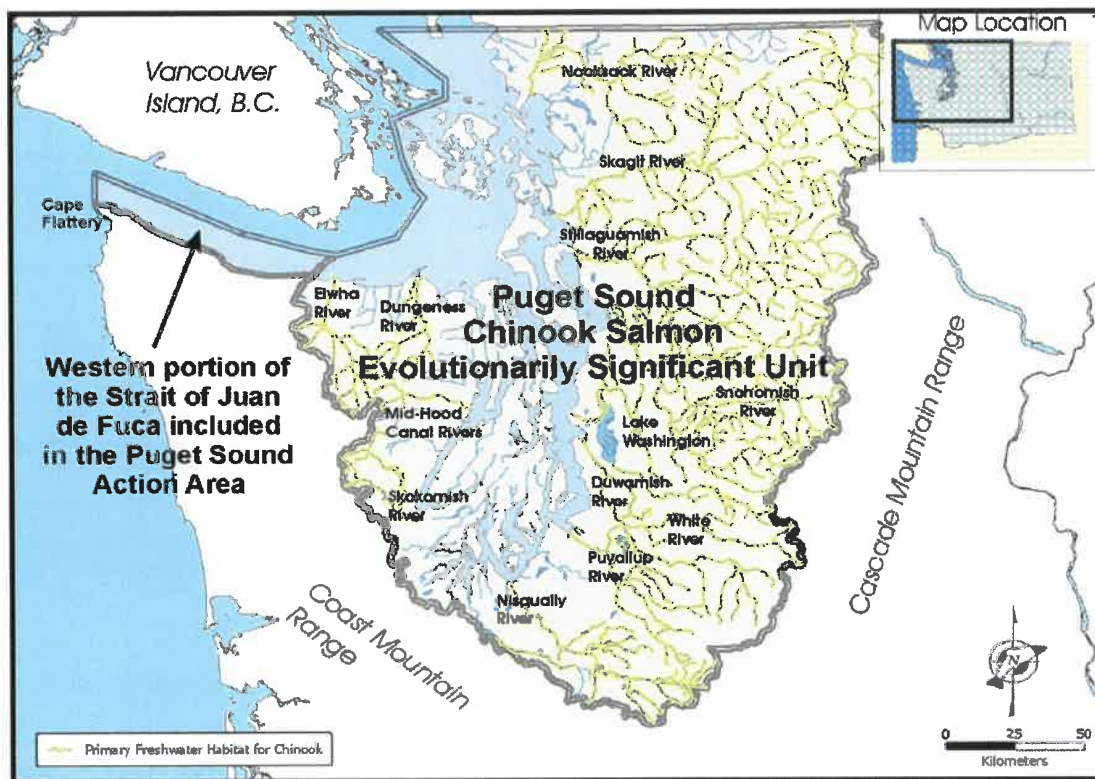 Map Location
Vancouver
Island, B.C.
Nooksack River
Skagit River
Cape
Flattery
Stillaguamish
River
Elwha
River
Dungeness
River
Puget Sound
Chinook Salmon
Evolutionarily Significant Unit
Western portion of
the Strait of Juan
de Fuca included
in the Puget Sound
Action Area
Mid-Hood
Canal Rivers
Snohomish
River
Lake
Washington
Cascade Mountain Range
Skokomish
River
Duwamish
River
White
River
Puyallup
River
Nisqually
River
Coast Mountain
Range
N
Primary Freshwater Habitat for Chinook
0 25 50
Kilometers